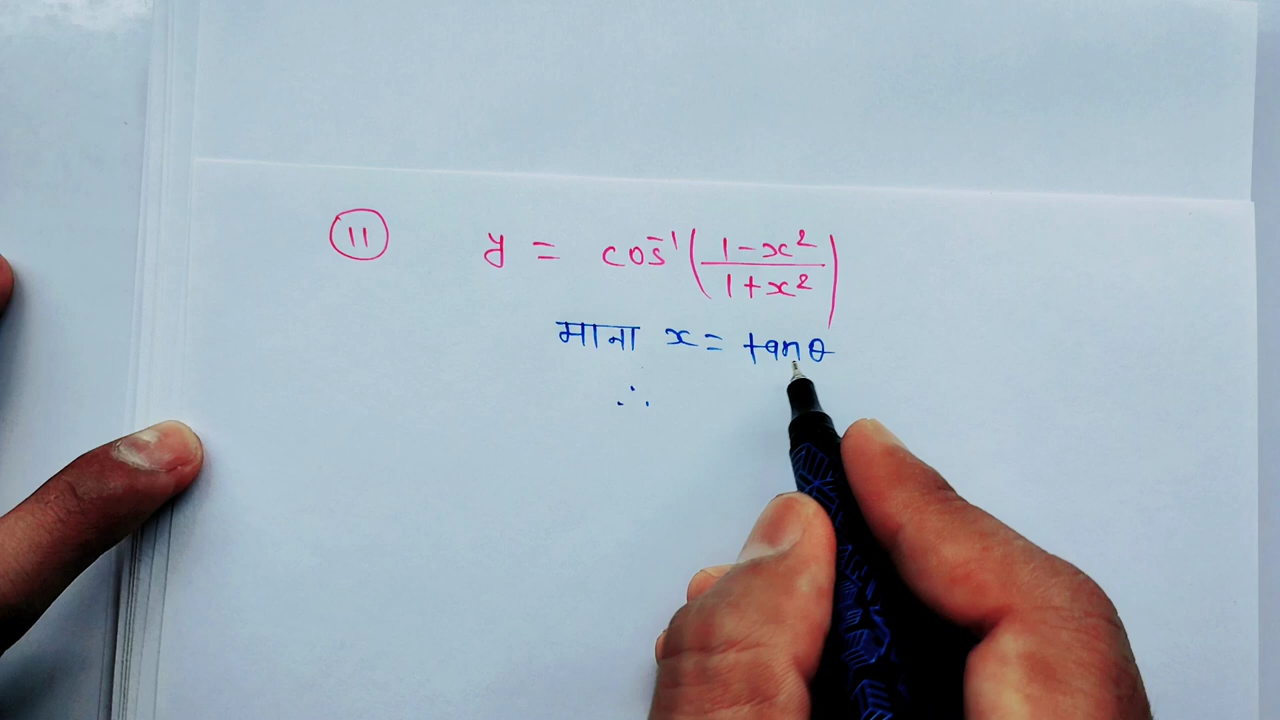 (11) y = cos⁻¹((1-x²)/(1+x²))
माना x = tanθ
∴